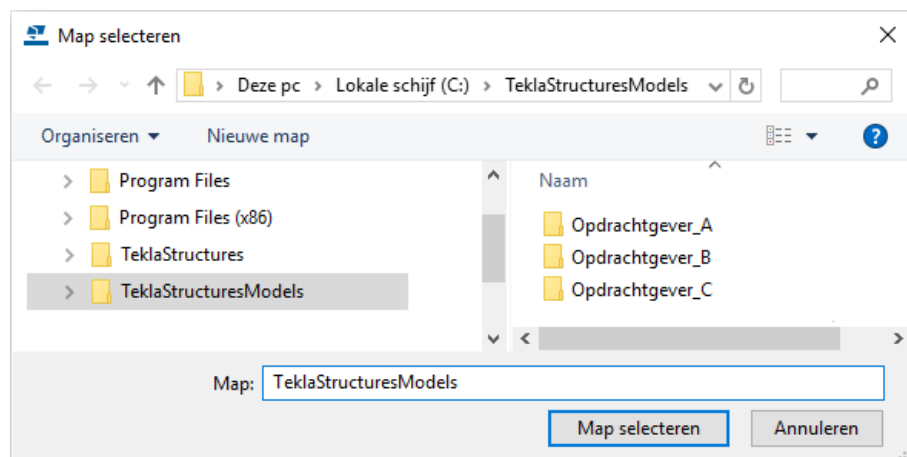 Map selecteren
Deze pc > Lokale schijf (C:) > TeklaStructuresModels
Organiseren Nieuwe map ?
Program Files
Program Files (x86)
TeklaStructures
TeklaStructuresModels
Naam
Opdrachtgever_A
Opdrachtgever_B
Opdrachtgever_C
Map: TeklaStructuresModels
Map selecteren Annuleren